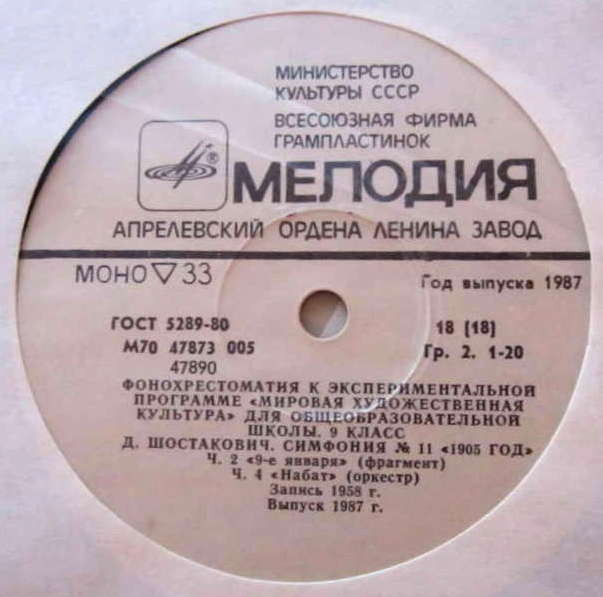 МИНИСТЕРСТВО
КУЛЬТУРЫ СССР
ВСЕСОЮЗНАЯ ФИРМА
ГРАМПЛАСТИНОК
® МЕЛОДИЯ
АПРЕЛЕВСКИЙ ОРДЕНА ЛЕНИНА ЗАВОД
МОНО ▽ 33
Год выпуска 1987
ГОСТ 5289-80 18 [18]
М70 47873 005 Гр. 2. 1-20
47890
ФОНОХРЕСТОМАТИЯ К ЭКСПЕРИМЕНТАЛЬНОЙ
ПРОГРАММЕ «МИРОВАЯ ХУДОЖЕСТВЕННАЯ
КУЛЬТУРА» ДЛЯ ОБЩЕОБРАЗОВАТЕЛЬНОЙ
ШКОЛЫ. 9 КЛАСС
Д. ШОСТАКОВИЧ. СИМФОНИЯ № 11 «1905 ГОД»
Ч. 2 «9-е января» (фрагмент)
Ч. 4 «Набат» (оркестр)
Запись 1958 г.
Выпуск 1987 г.